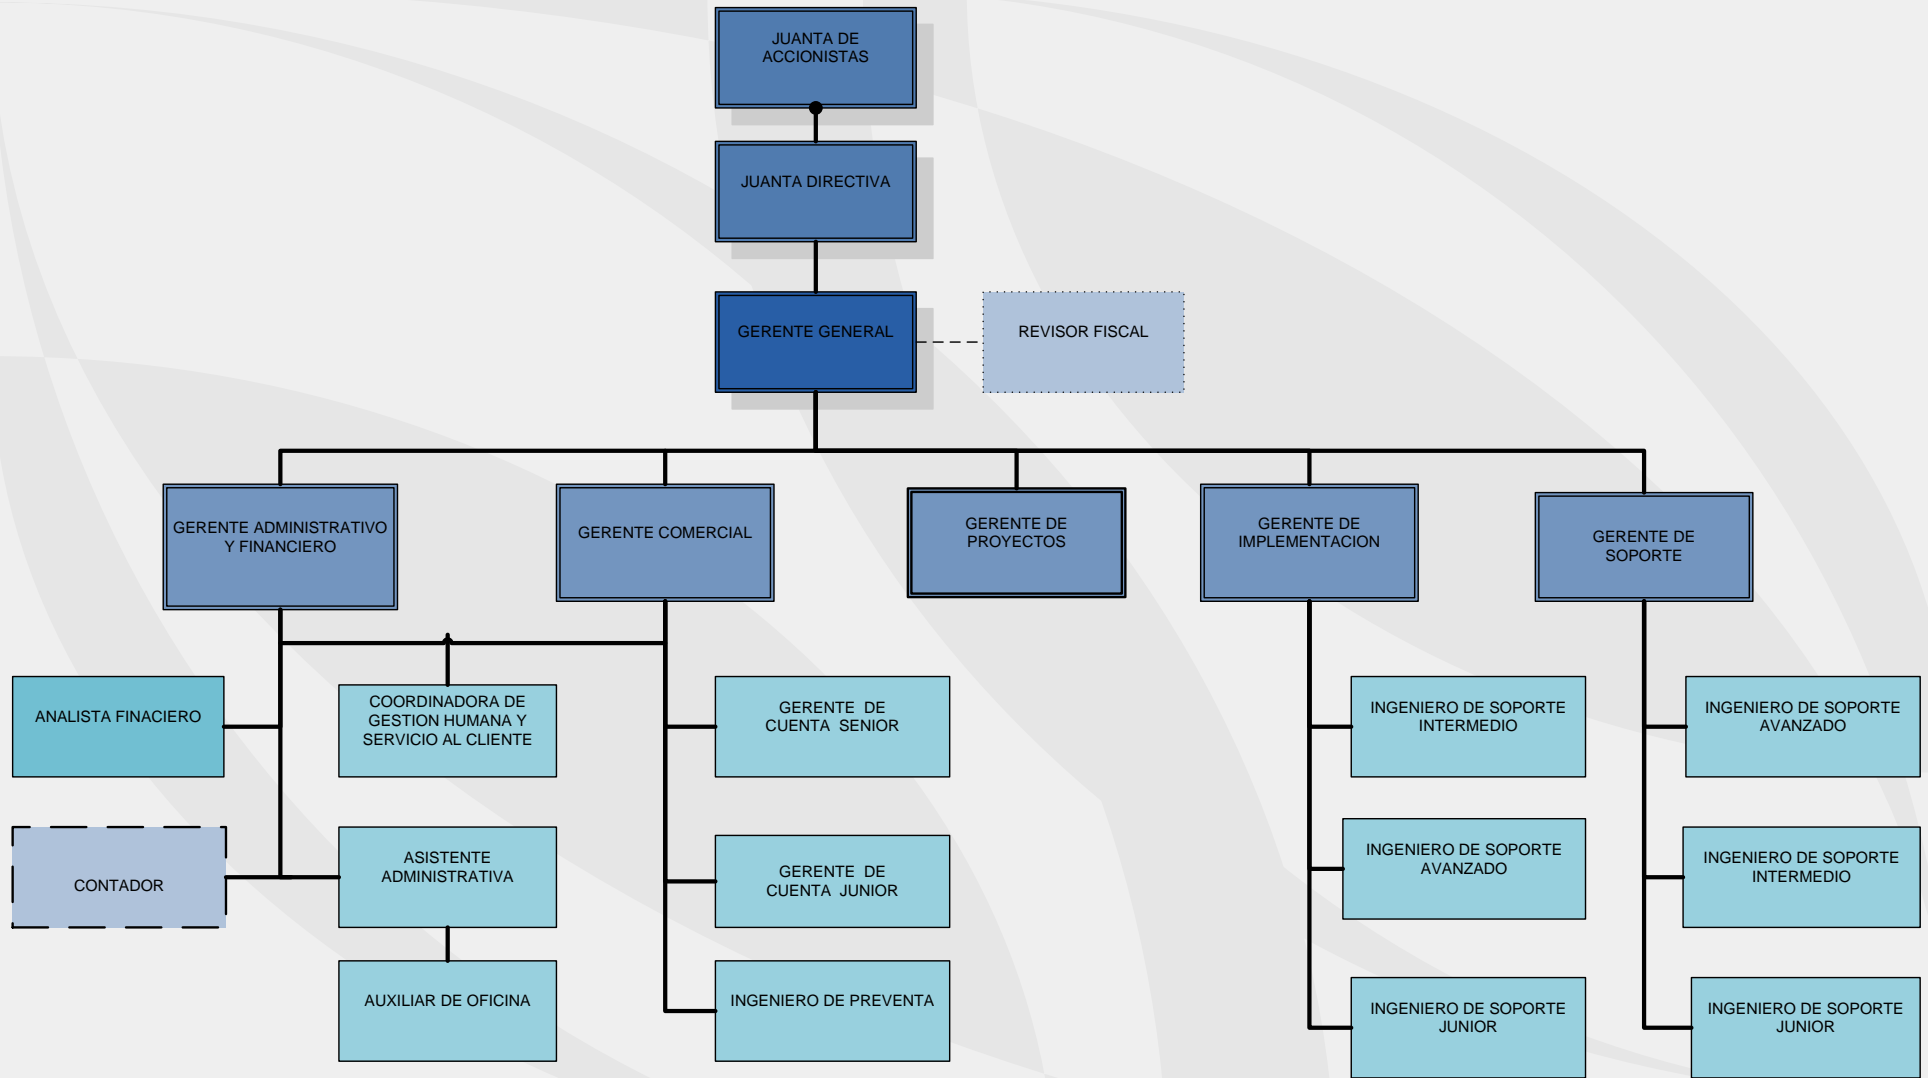 JUANTA DE
ACCIONISTAS
JUANTA DIRECTIVA
GERENTE GENERAL
REVISOR FISCAL
GERENTE ADMINISTRATIVO
Y FINANCIERO
GERENTE COMERCIAL
GERENTE DE
PROYECTOS
GERENTE DE
IMPLEMENTACION
GERENTE DE
SOPORTE
ANALISTA FINACIERO
COORDINADORA DE
GESTION HUMANA Y
SERVICIO AL CLIENTE
GERENTE DE
CUENTA SENIOR
INGENIERO DE SOPORTE
INTERMEDIO
INGENIERO DE SOPORTE
AVANZADO
CONTADOR
ASISTENTE
ADMINISTRATIVA
GERENTE DE
CUENTA JUNIOR
INGENIERO DE SOPORTE
AVANZADO
INGENIERO DE SOPORTE
INTERMEDIO
AUXILIAR DE OFICINA
INGENIERO DE PREVENTA
INGENIERO DE SOPORTE
JUNIOR
INGENIERO DE SOPORTE
JUNIOR